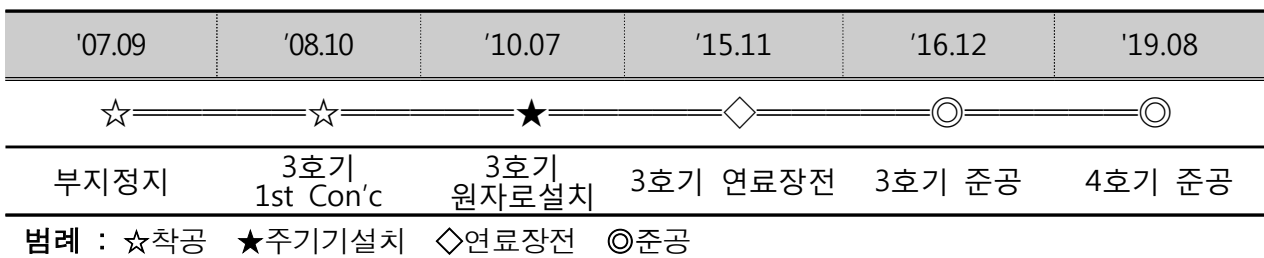 '07.09 ′08.10 ′10.07 ′15.11 ′16.12 '19.08
☆═══════☆═══════★═══════◇═══════◎═══════◎
부지정지 3호기 1st Con′c 3호기 원자로설치 3호기 연료장전 3호기 준공 4호기 준공
범례 : ☆착공 ★주기기설치 ◇연료장전 ◎준공